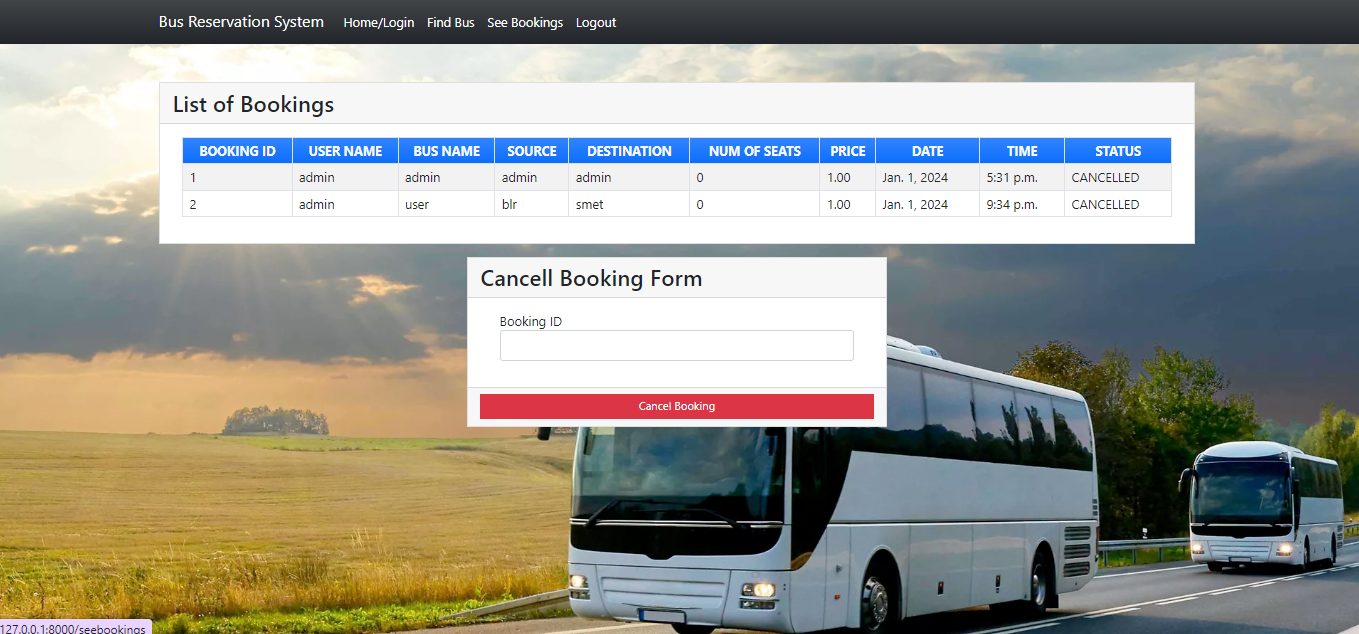 Bus Reservation System Home/Login Find Bus See Bookings Logout
List of Bookings
BOOKING ID USER NAME BUS NAME SOURCE DESTINATION NUM OF SEATS PRICE DATE TIME STATUS
1 admin admin admin admin 0 1.00 Jan. 1, 2024 5:31 p.m. CANCELLED
2 admin user blr smet 0 1.00 Jan. 1, 2024 9:34 p.m. CANCELLED
Cancell Booking Form
Booking ID
Cancel Booking
127.0.0.1:8000/seebookings